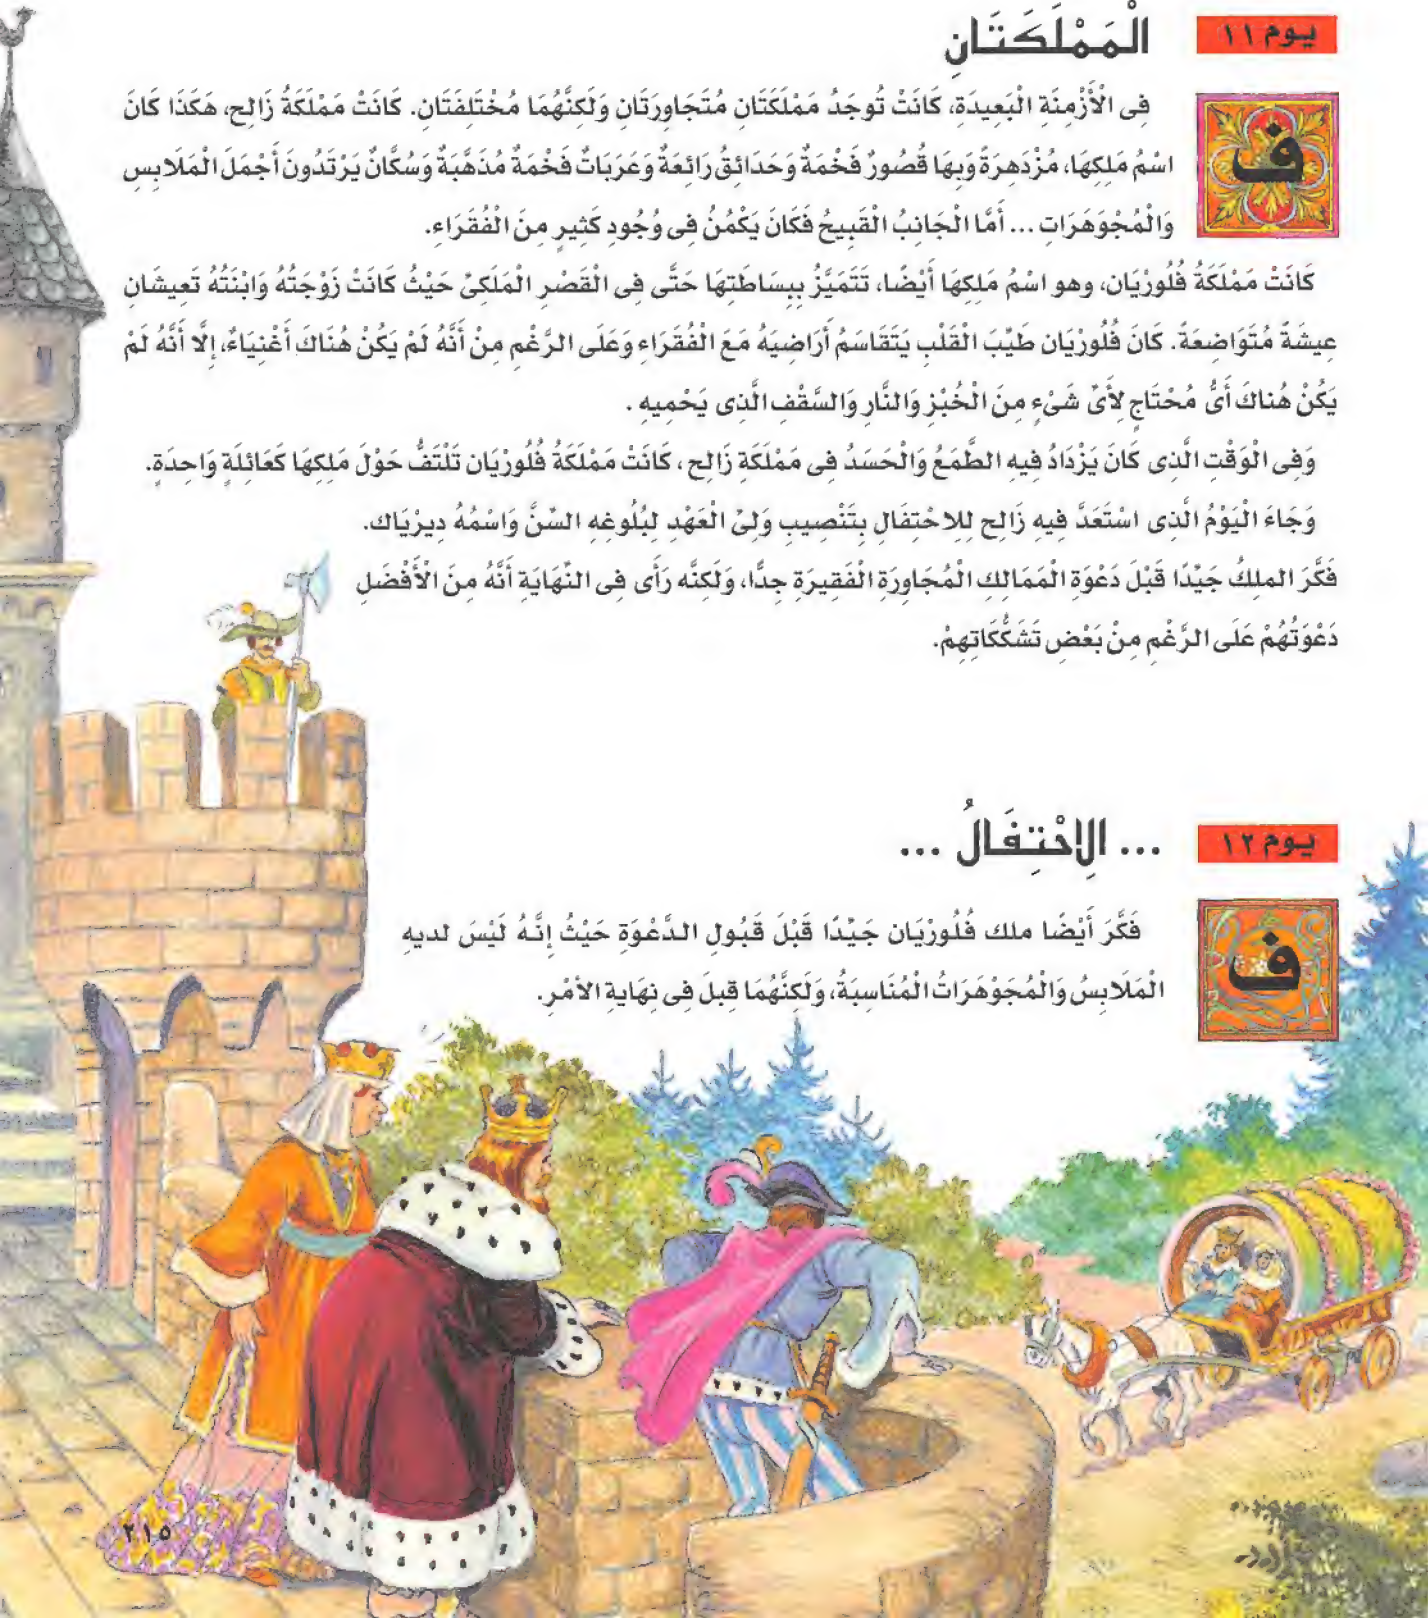 يوم ١١
الْمَمْلَكَتَانِ
ف
فِى الْأَزْمِنَةِ الْبَعِيدَةِ، كَانَتْ تُوجَدُ مَمْلَكَتَانِ مُتَجَاوِرَتَانِ وَلَكِنَّهُمَا مُخْتَلِفَتَانِ. كَانَتْ مَمْلَكَةُ زَالِح، هَكَذَا كَانَ
اسْمُ مَلِكِهَا، مُزْدَهِرَةً وَبِهَا قُصُورٌ فَخْمَةٌ وَحَدَائِقُ رَائِعَةٌ وَعَرَبَاتٌ فَخْمَةٌ مُذَهَّبَةٌ وَسُكَّانٌ يَرْتَدُونَ أَجْمَلَ الْمَلَابِسِ
وَالْمُجَوْهَرَاتِ ... أَمَّا الْجَانِبُ الْقَبِيحُ فَكَانَ يَكْمُنُ فِى وُجُودِ كَثِيرٍ مِنَ الْفُقَرَاءِ.
كَانَتْ مَمْلَكَةُ فُلُورْيَان، وهو اسْمُ مَلِكِهَا أَيْضًا، تَتَمَيَّزُ بِبِسَاطَتِهَا حَتَّى فِى الْقَصْرِ الْمَلَكِىِّ حَيْثُ كَانَتْ زَوْجَتُهُ وَابْنَتُهُ تَعِيشَانِ
عِيشَةً مُتَوَاضِعَةً. كَانَ فُلُورْيَان طَيِّبَ الْقَلْبِ يَتَقَاسَمُ أَرَاضِيَهُ مَعَ الْفُقَرَاءِ وَعَلَى الرَّغْمِ مِنْ أَنَّهُ لَمْ يَكُنْ هُنَاكَ أَغْنِيَاءٌ، إِلَّا أَنَّهُ لَمْ
يَكُنْ هُنَاكَ أَىُّ مُحْتَاجٍ لِأَىِّ شَىْءٍ مِنَ الْخُبْزِ وَالنَّارِ وَالسَّقْفِ الَّذِى يَحْمِيهِ .
وَفِى الْوَقْتِ الَّذِى كَانَ يَزْدَادُ فِيهِ الطَّمَعُ وَالْحَسَدُ فِى مَمْلَكَةِ زَالِح، كَانَتْ مَمْلَكَةُ فُلُورْيَان تَلْتَفُّ حَوْلَ مَلِكِهَا كَعَائِلَةٍ وَاحِدَةٍ.
وَجَاءَ الْيَوْمُ الَّذِى اسْتَعَدَّ فِيهِ زَالِح لِلِاحْتِفَالِ بِتَنْصِيبِ وَلِىِّ الْعَهْدِ لِبُلُوغِهِ السِّنَّ وَاسْمُهُ دِيرْيَاك.
فَكَّرَ الملِكُ جَيِّدًا قَبْلَ دَعْوَةِ الْمَمَالِكِ الْمُجَاوِرَةِ الْفَقِيرَةِ جِدًّا، وَلَكِنَّه رَأَى فِى النِّهَايَةِ أَنَّهُ مِنَ الْأَفْضَلِ
دَعْوَتُهُمْ عَلَى الرَّغْمِ مِنْ بَعْضِ تَشَكُّكَاتِهِمْ.
يوم ١٢
... الِاحْتِفَالُ ...
ف
فَكَّرَ أَيْضًا ملك فُلُورْيَان جَيِّدًا قَبْلَ قَبُولِ الدَّعْوَةِ حَيْثُ إِنَّهُ لَيْسَ لديهِ
الْمَلَابِسُ وَالْمُجَوْهَرَاتُ الْمُنَاسِبَةُ، وَلَكِنَّهُمَا قبلَ فِى نِهَايةِ الأمْرِ.
٢١٥